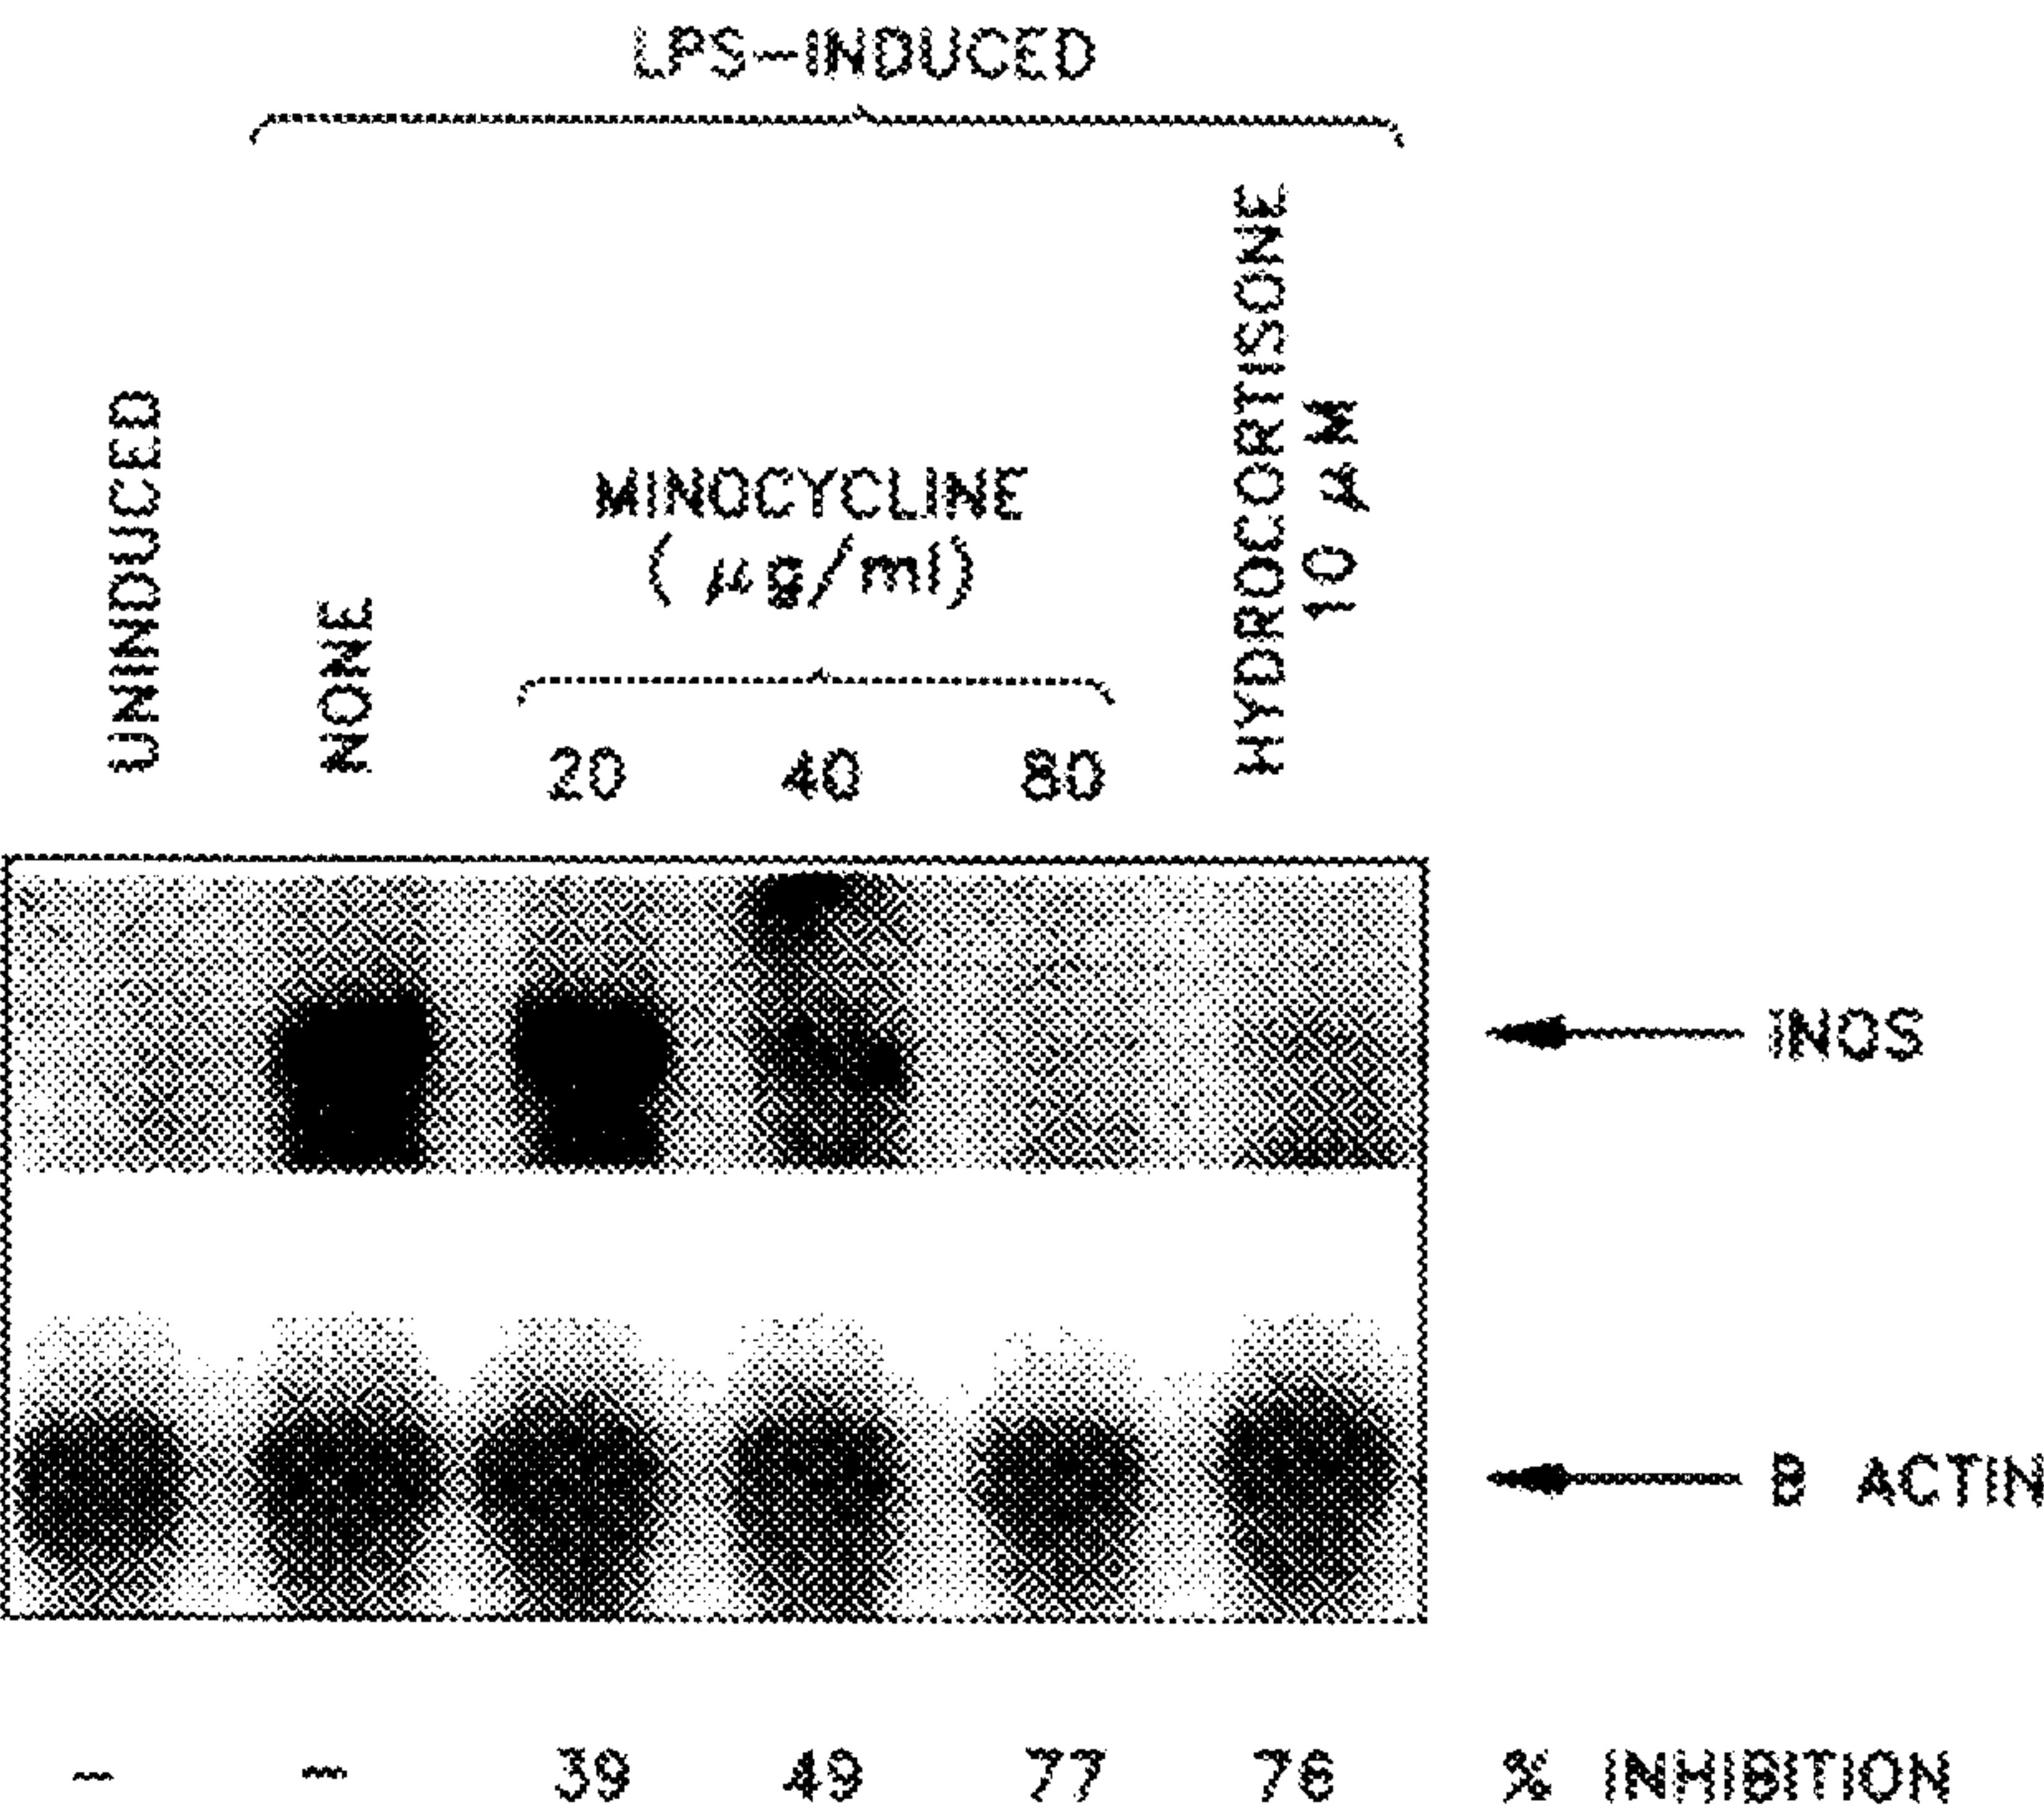 LPS-INDUCED
UNINDUCED
NONE
MINOCYCLINE
( μg/ml)
20 40 80
HYDROCORTISONE
10 μM
INOS
B ACTIN
- - 39 49 77 76 % INHIBITION